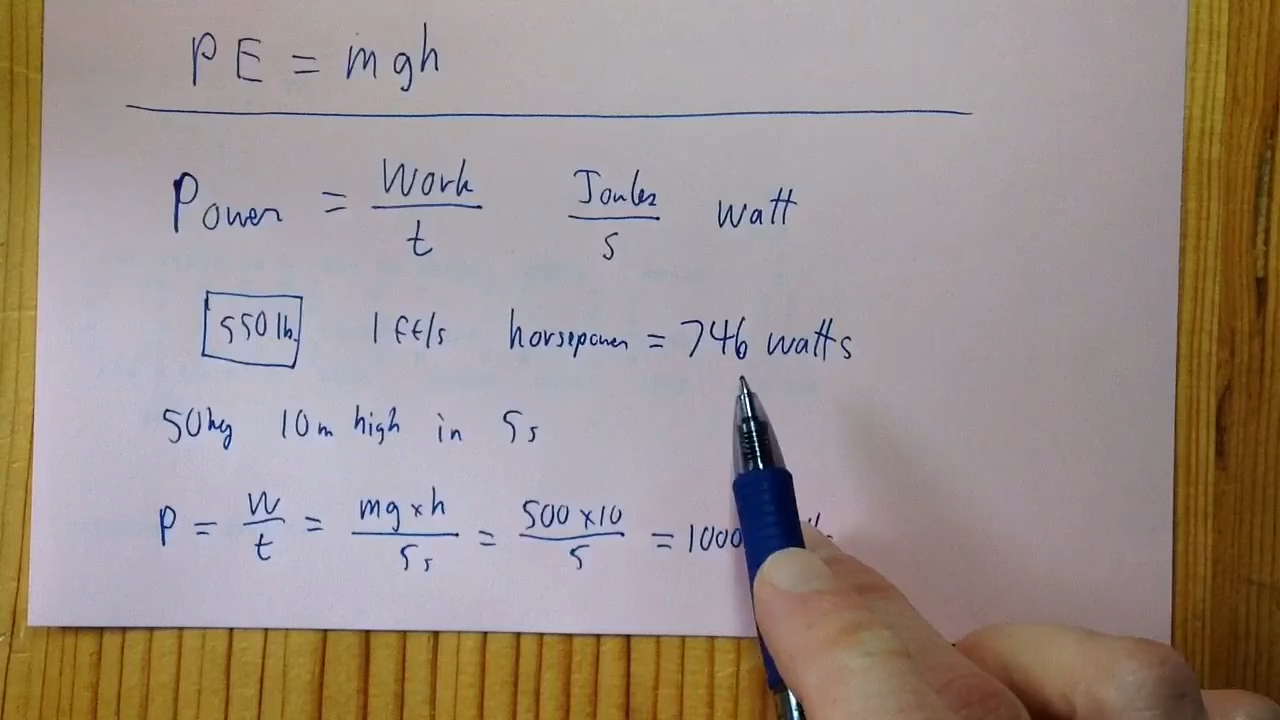 PE = mgh
Power = Work/t Joules/s watt
550 lb. 1 ft/s horsepower = 746 watts
50kg 10m high in 5s
P = W/t = mg×h/5s = 500×10/5 = 1000